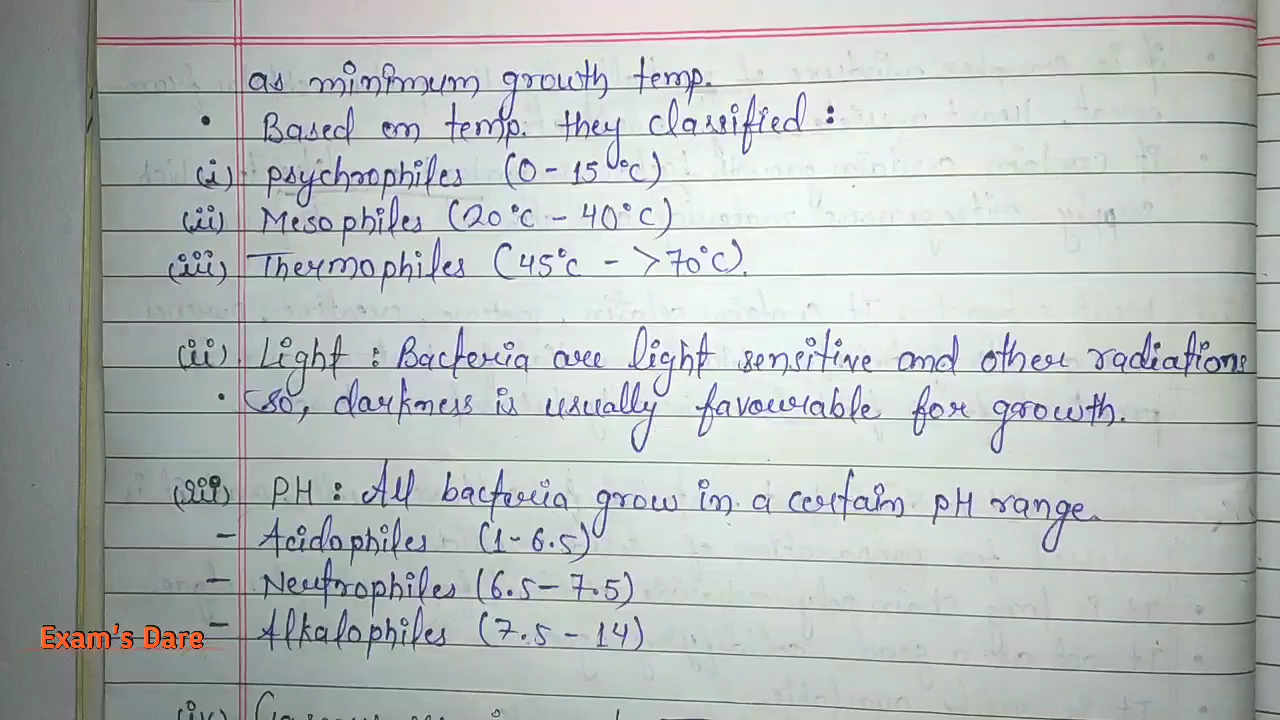 as minimum growth temp.
• Based on temp. they classified :
(i) psychrophiles (0 - 15°c)
(ii) Mesophiles (20°c - 40°c)
(iii) Thermophiles (45°c - >70°c).
(ii) Light : Bacteria are light sensitive and other radiations
• so, darkness is usually favourable for growth.
(iii) PH : All bacteria grow in a certain pH range.
- Acidophiles (1 - 6.5)
- Neutrophiles (6.5 - 7.5)
- Alkalophiles (7.5 - 14)
Exam's Dare
(iv)